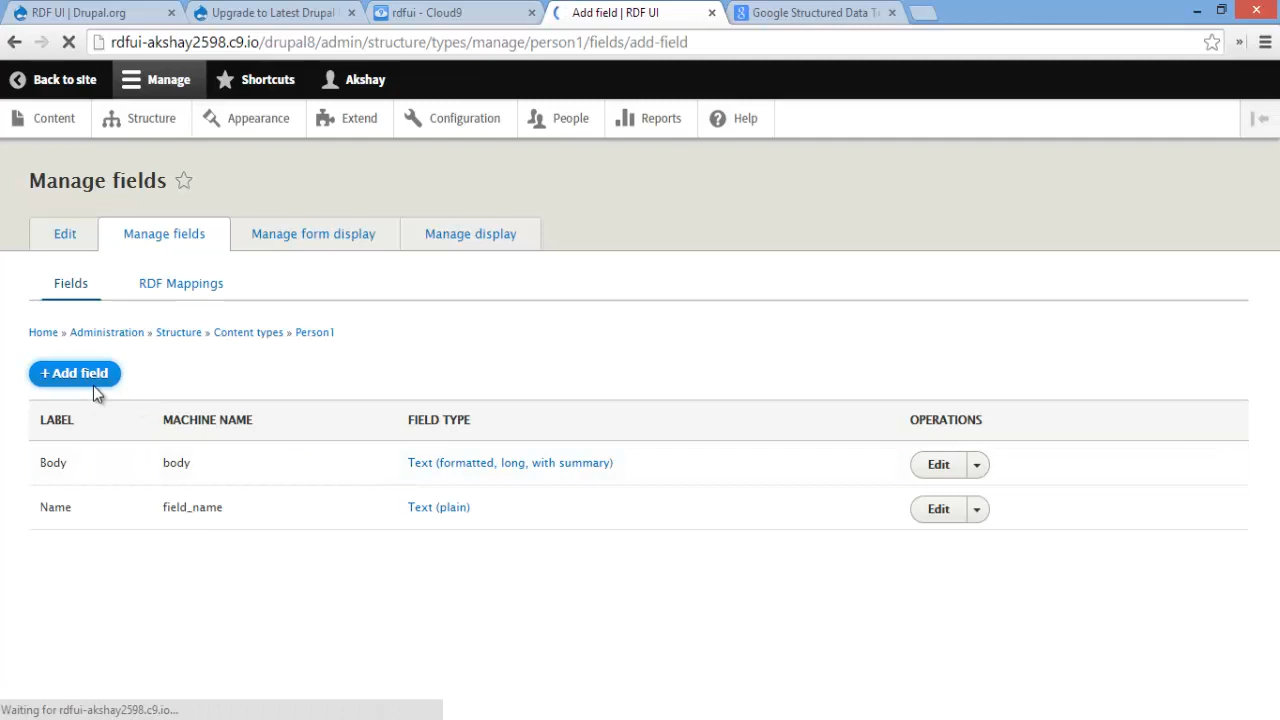 RDF UI | Drupal.org
Upgrade to Latest Drupal
rdfui - Cloud9
Add field | RDF UI
Google Structured Data T
rdfui-akshay2598.c9.io/drupal8/admin/structure/types/manage/person1/fields/add-field
Back to site
Manage
Shortcuts
Akshay
Content
Structure
Appearance
Extend
Configuration
People
Reports
Help
Manage fields
Edit
Manage fields
Manage form display
Manage display
Fields
RDF Mappings
Home » Administration » Structure » Content types » Person1
+ Add field
LABEL MACHINE NAME FIELD TYPE OPERATIONS
Body body Text (formatted, long, with summary) Edit
Name field_name Text (plain) Edit
Waiting for rdfui-akshay2598.c9.io...